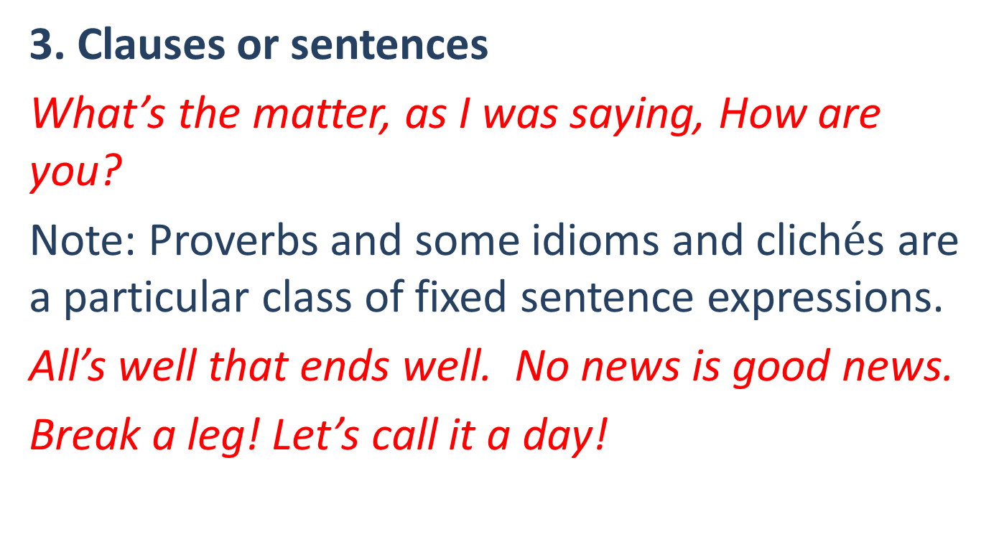 3. Clauses or sentences
What’s the matter, as I was saying, How are
you?
Note: Proverbs and some idioms and clichés are
a particular class of fixed sentence expressions.
All’s well that ends well.  No news is good news.
Break a leg! Let’s call it a day!